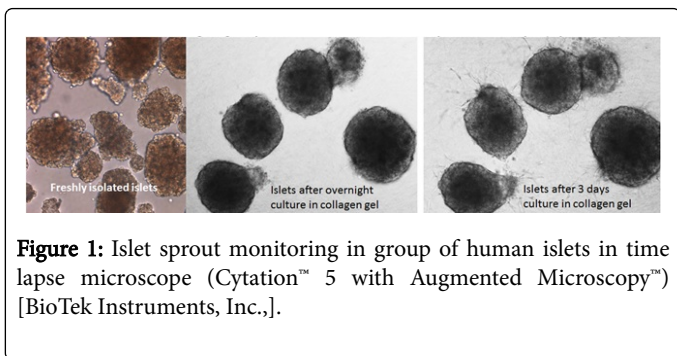 Freshly isolated islets
Islets after overnight
culture in collagen gel
Islets after 3 days
culture in collagen gel
Figure 1: Islet sprout monitoring in group of human islets in time
lapse microscope (Cytation™ 5 with Augmented Microscopy™)
[BioTek Instruments, Inc.,].